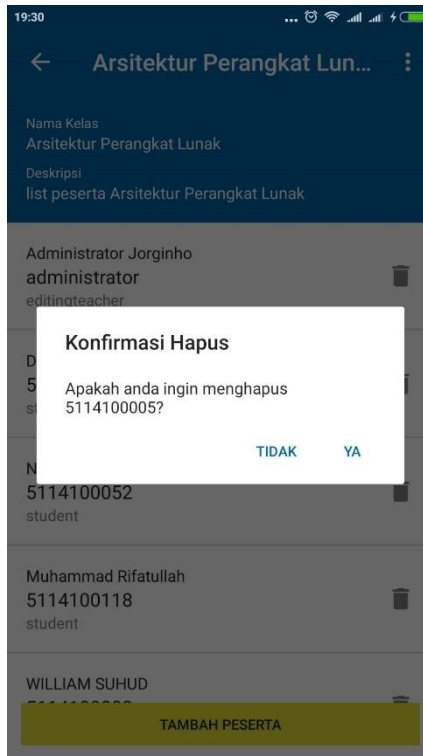 19:30
Arsitektur Perangkat Lun...
Nama Kelas
Arsitektur Perangkat Lunak
Deskripsi
list peserta Arsitektur Perangkat Lunak
Administrator Jorginho
administrator
editingteacher
Konfirmasi Hapus
Apakah anda ingin menghapus
5114100005?
TIDAK YA
5114100052
student
Muhammad Rifatullah
5114100118
student
WILLIAM SUHUD
TAMBAH PESERTA